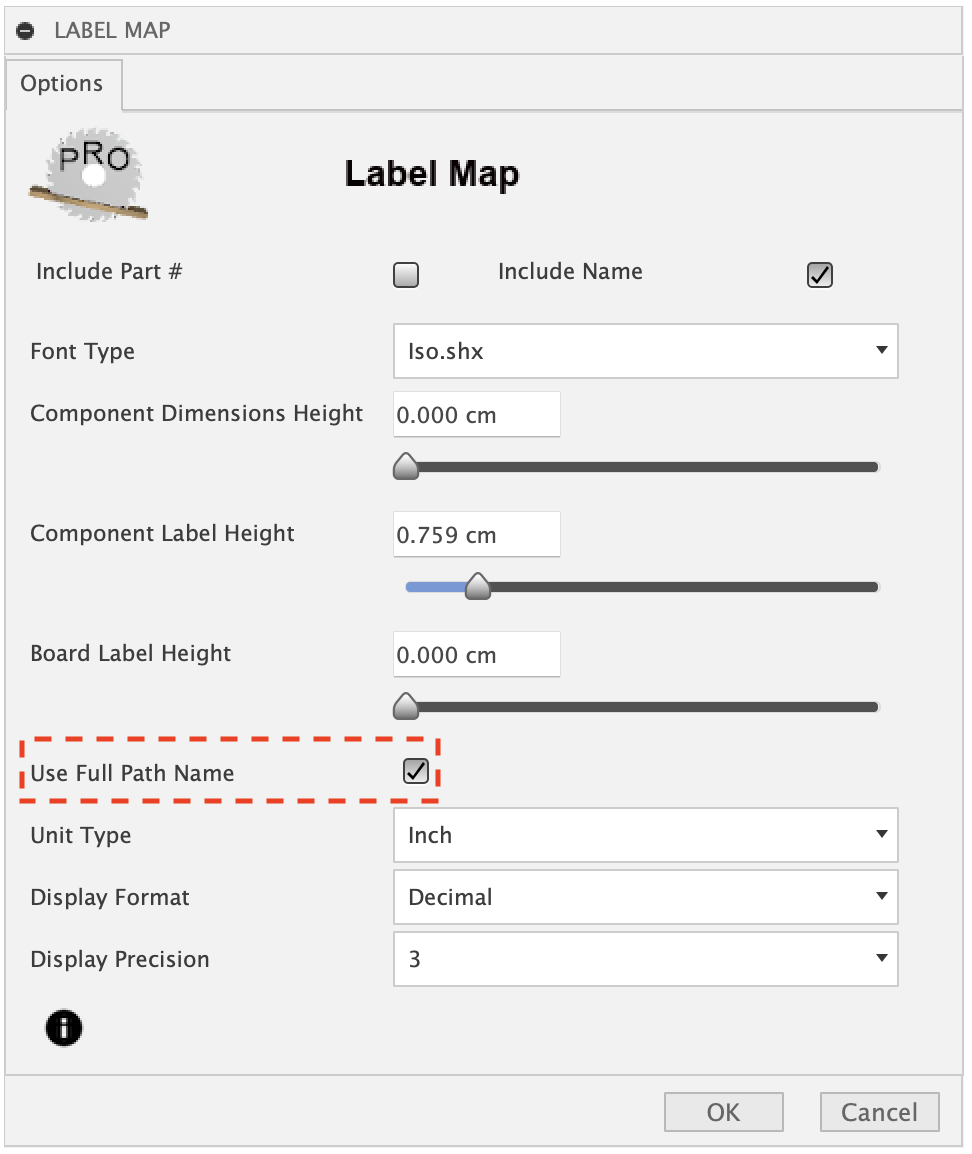 LABEL MAP
Options
PRO
Label Map
Include Part # Include Name
Font Type Iso.shx
Component Dimensions Height 0.000 cm
Component Label Height 0.759 cm
Board Label Height 0.000 cm
Use Full Path Name
Unit Type Inch
Display Format Decimal
Display Precision 3
OK Cancel